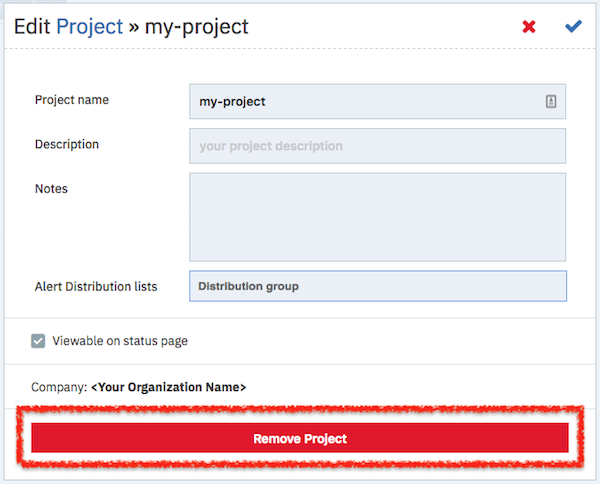 Edit Project » my-project
Project name
my-project
Description
your project description
Notes
Alert Distribution lists
Distribution group
Viewable on status page
Company: <Your Organization Name>
Remove Project